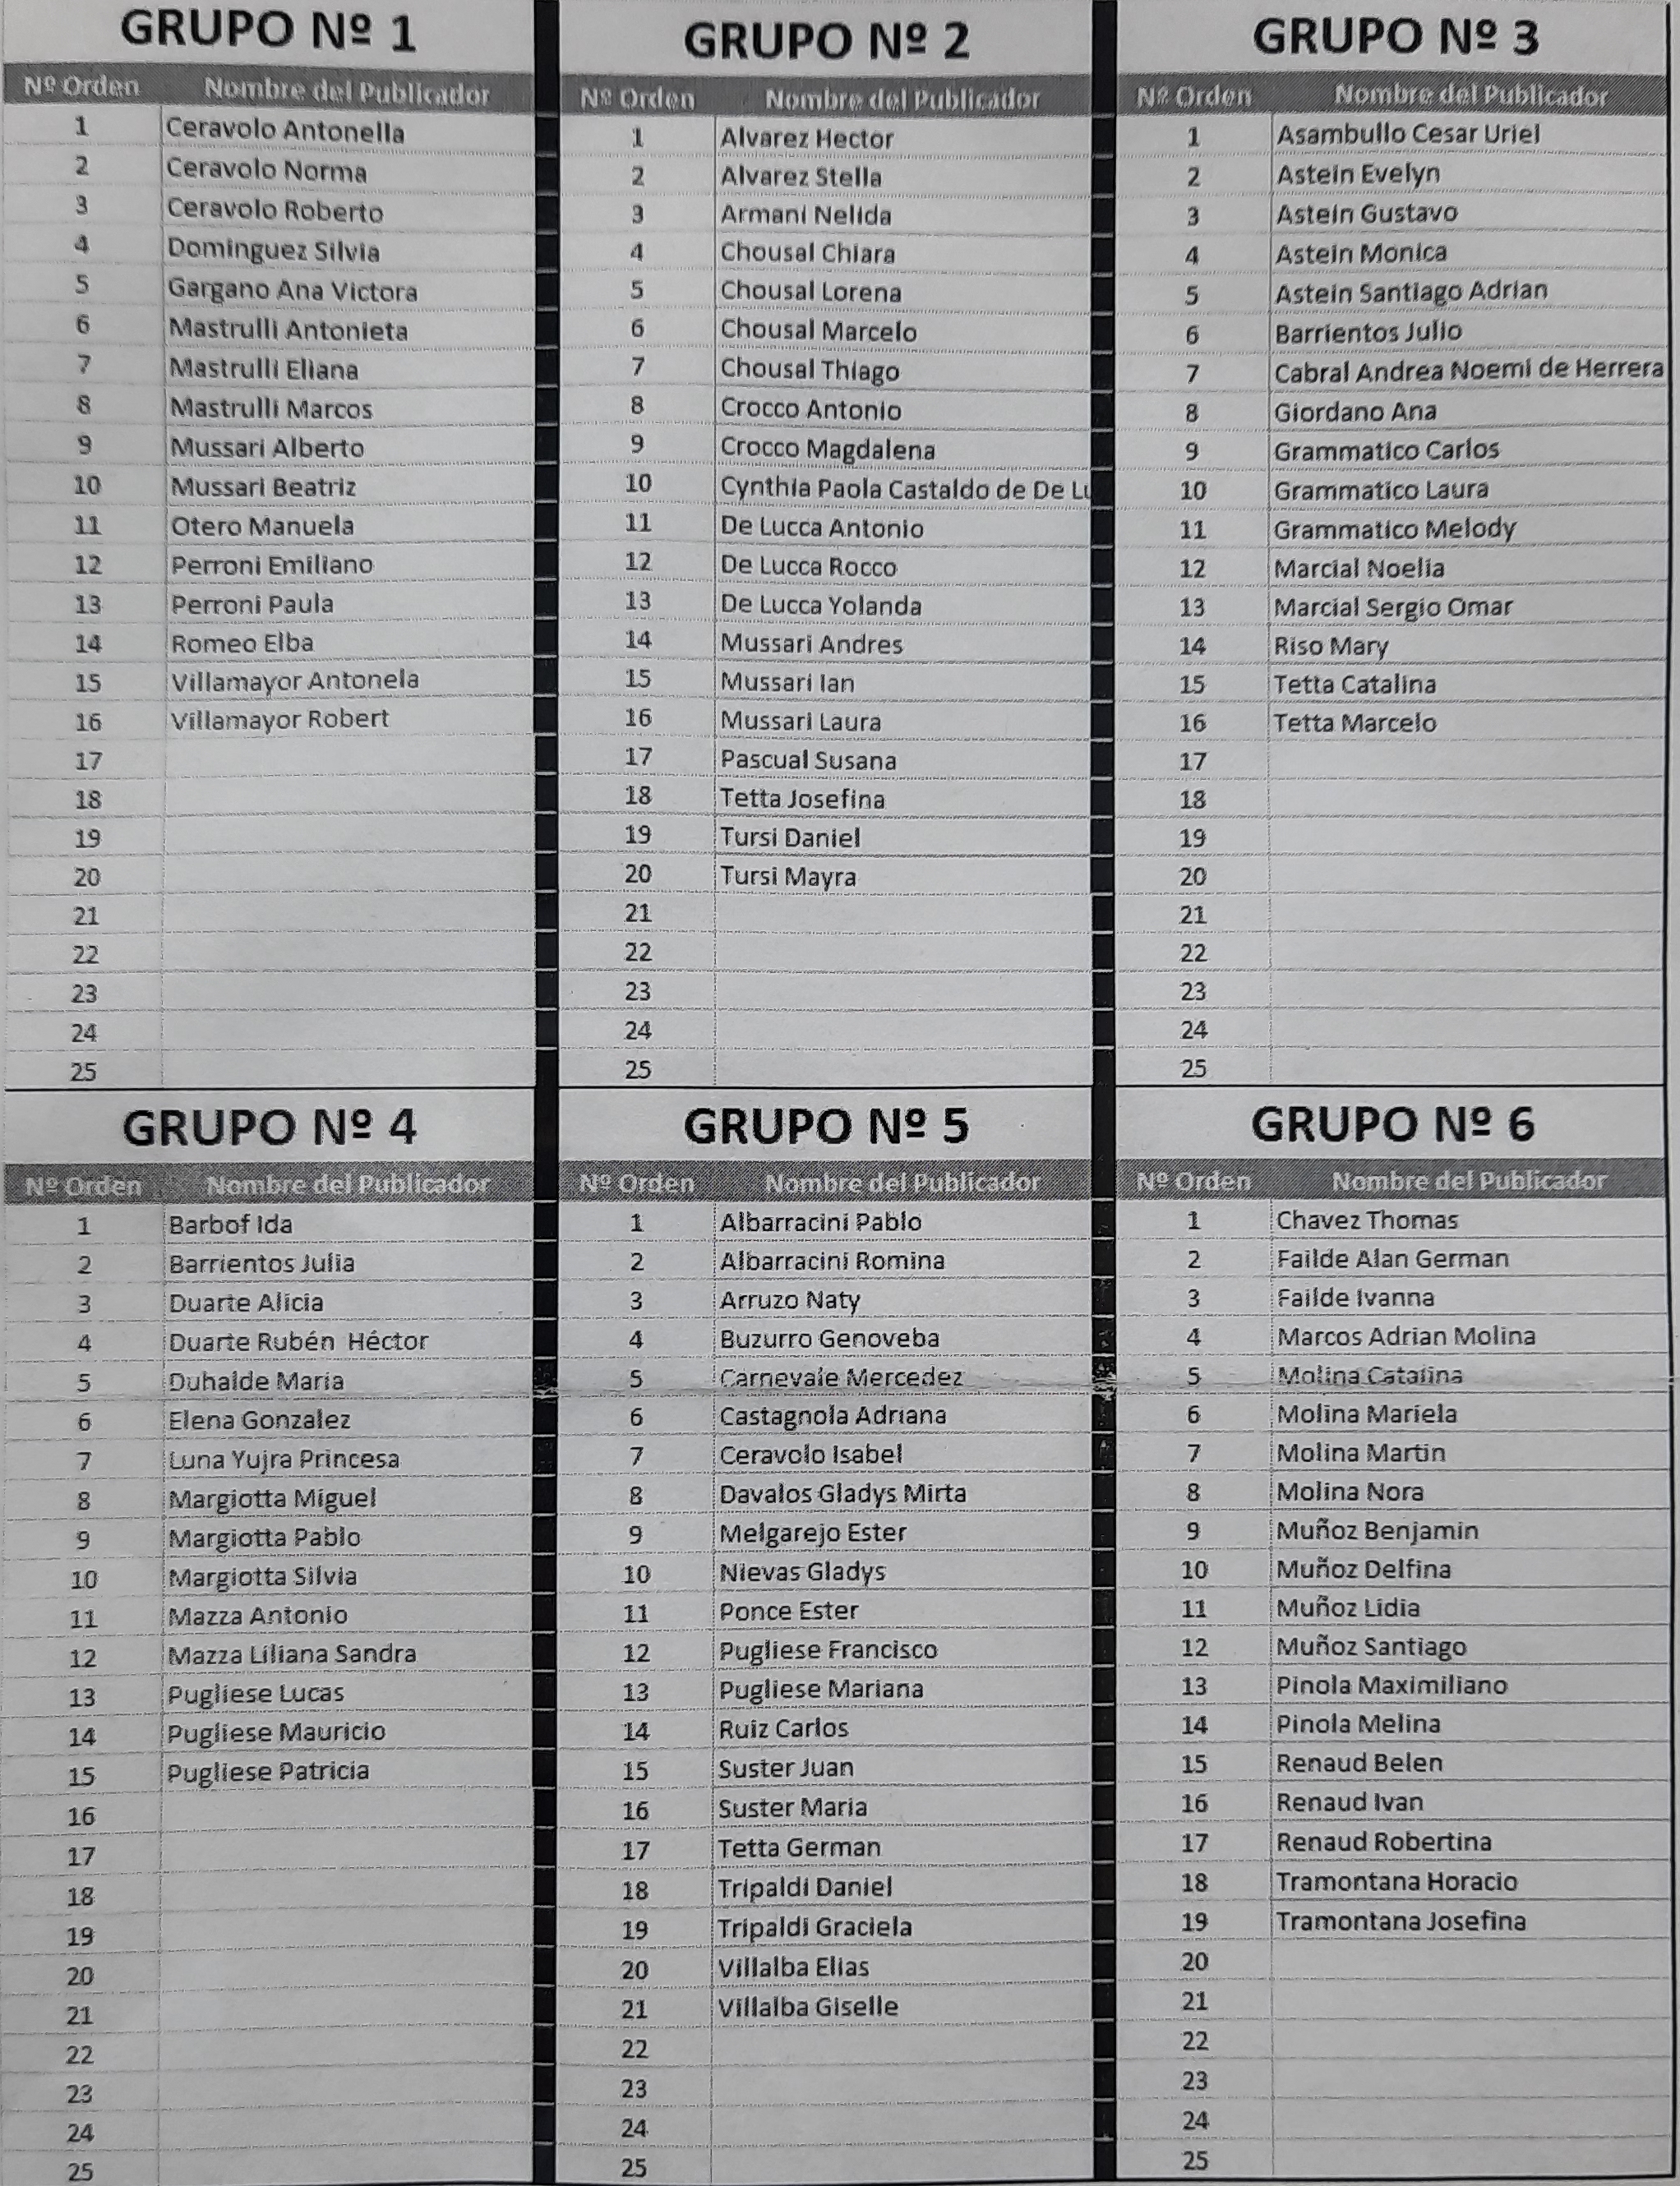 GRUPO Nº 1
Nº Orden Nombre del Publicador
1 Ceravolo Antonella
2 Ceravolo Norma
3 Ceravolo Roberto
4 Dominguez Silvia
5 Gargano Ana Victora
6 Mastrulli Antonieta
7 Mastrulli Eliana
8 Mastrulli Marcos
9 Mussari Alberto
10 Mussari Beatriz
11 Otero Manuela
12 Perroni Emiliano
13 Perroni Paula
14 Romeo Elba
15 Villamayor Antonela
16 Villamayor Robert
17
18
19
20
21
22
23
24
25
GRUPO Nº 2
Nº Orden Nombre del Publicador
1 Alvarez Hector
2 Alvarez Stella
3 Armani Nelida
4 Chousal Chiara
5 Chousal Lorena
6 Chousal Marcelo
7 Chousal Thiago
8 Crocco Antonio
9 Crocco Magdalena
10 Cynthia Paola Castaldo de De Lu
11 De Lucca Antonio
12 De Lucca Rocco
13 De Lucca Yolanda
14 Mussari Andres
15 Mussari Ian
16 Mussari Laura
17 Pascual Susana
18 Tetta Josefina
19 Tursi Daniel
20 Tursi Mayra
21
22
23
24
25
GRUPO Nº 3
Nº Orden Nombre del Publicador
1 Asambullo Cesar Uriel
2 Astein Evelyn
3 Astein Gustavo
4 Astein Monica
5 Astein Santiago Adrian
6 Barrientos Julio
7 Cabral Andrea Noemi de Herrera
8 Giordano Ana
9 Grammatico Carlos
10 Grammatico Laura
11 Grammatico Melody
12 Marcial Noelia
13 Marcial Sergio Omar
14 Riso Mary
15 Tetta Catalina
16 Tetta Marcelo
17
18
19
20
21
22
23
24
25
GRUPO Nº 4
Nº Orden Nombre del Publicador
1 Barbof Ida
2 Barrientos Julia
3 Duarte Alicia
4 Duarte Rubén Héctor
5 Duhalde Maria
6 Elena Gonzalez
7 Luna Yujra Princesa
8 Margiotta Miguel
9 Margiotta Pablo
10 Margiotta Silvia
11 Mazza Antonio
12 Mazza Liliana Sandra
13 Pugliese Lucas
14 Pugliese Mauricio
15 Pugliese Patricia
16
17
18
19
20
21
22
23
24
25
GRUPO Nº 5
Nº Orden Nombre del Publicador
1 Albarracini Pablo
2 Albarracini Romina
3 Arruzo Naty
4 Buzurro Genoveba
5 Carnevale Mercedez
6 Castagnola Adriana
7 Ceravolo Isabel
8 Davalos Gladys Mirta
9 Melgarejo Ester
10 Nievas Gladys
11 Ponce Ester
12 Pugliese Francisco
13 Pugliese Mariana
14 Ruiz Carlos
15 Suster Juan
16 Suster Maria
17 Tetta German
18 Tripaldi Daniel
19 Tripaldi Graciela
20 Villalba Elias
21 Villalba Giselle
22
23
24
25
GRUPO Nº 6
Nº Orden Nombre del Publicador
1 Chavez Thomas
2 Failde Alan German
3 Failde Ivanna
4 Marcos Adrian Molina
5 Molina Catalina
6 Molina Mariela
7 Molina Martin
8 Molina Nora
9 Muñoz Benjamin
10 Muñoz Delfina
11 Muñoz Lidia
12 Muñoz Santiago
13 Pinola Maximiliano
14 Pinola Melina
15 Renaud Belen
16 Renaud Ivan
17 Renaud Robertina
18 Tramontana Horacio
19 Tramontana Josefina
20
21
22
23
24
25